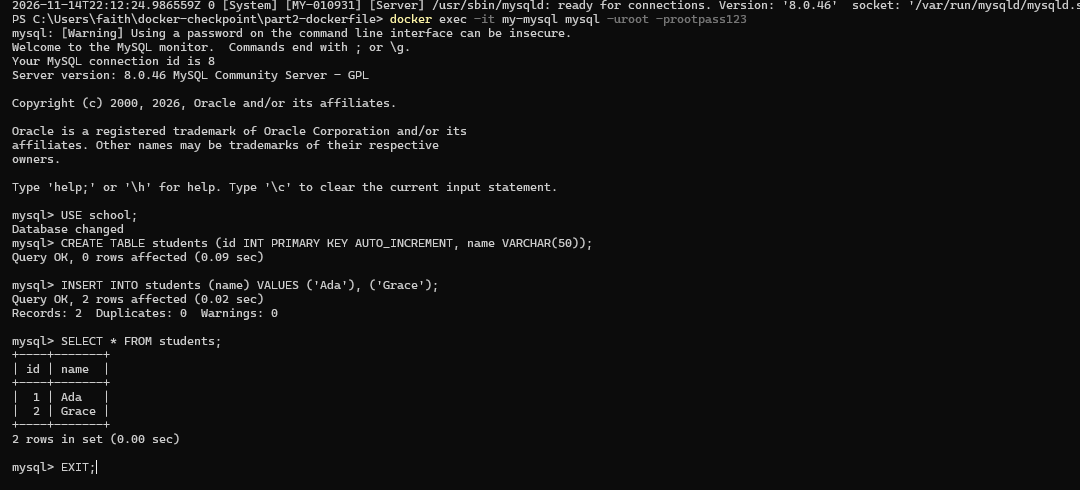 2026-11-14T22:12:24.986559Z 0 [System] [MY-010931] [Server] /usr/sbin/mysqld: ready for connections. Version: '8.0.46'  socket: '/var/run/mysqld/mysqld.s
PS C:\Users\faith\docker-checkpoint\part2-dockerfile> docker exec -it my-mysql mysql -uroot -prootpass123
mysql: [Warning] Using a password on the command line interface can be insecure.
Welcome to the MySQL monitor.  Commands end with ; or \g.
Your MySQL connection id is 8
Server version: 8.0.46 MySQL Community Server - GPL

Copyright (c) 2000, 2026, Oracle and/or its affiliates.

Oracle is a registered trademark of Oracle Corporation and/or its
affiliates. Other names may be trademarks of their respective
owners.

Type 'help;' or '\h' for help. Type '\c' to clear the current input statement.

mysql> USE school;
Database changed
mysql> CREATE TABLE students (id INT PRIMARY KEY AUTO_INCREMENT, name VARCHAR(50));
Query OK, 0 rows affected (0.09 sec)

mysql> INSERT INTO students (name) VALUES ('Ada'), ('Grace');
Query OK, 2 rows affected (0.02 sec)
Records: 2  Duplicates: 0  Warnings: 0

mysql> SELECT * FROM students;
+----+-------+
| id | name  |
+----+-------+
|  1 | Ada   |
|  2 | Grace |
+----+-------+
2 rows in set (0.00 sec)

mysql> EXIT;